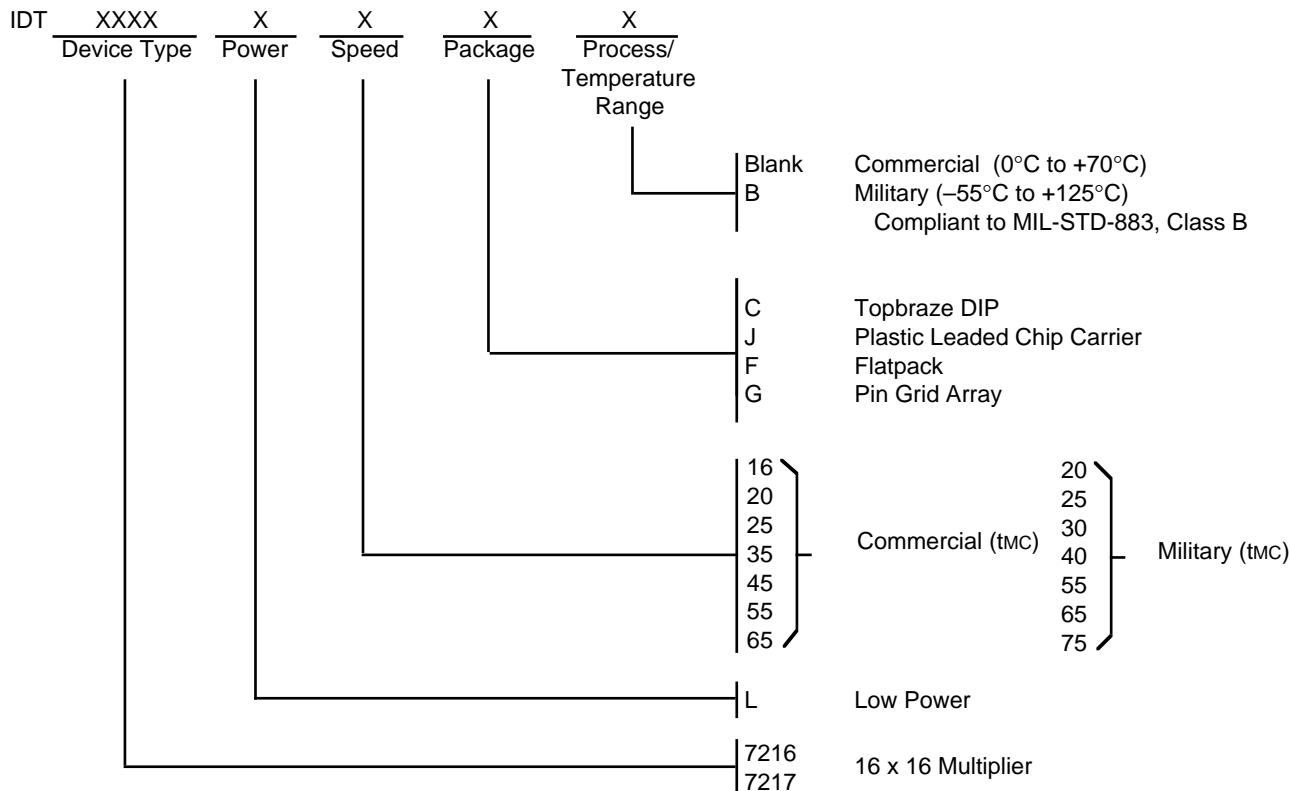 IDT XXXX X X X X
Device Type Power Speed Package Process/
Temperature
Range
Blank Commercial (0°C to +70°C)
B Military (–55°C to +125°C)
Compliant to MIL-STD-883, Class B
C Topbraze DIP
J Plastic Leaded Chip Carrier
F Flatpack
G Pin Grid Array
16 20
20 25
25 30
35 Commercial (tMC) 40 Military (tMC)
45 55
55 65
65 75
L Low Power
7216
7217 16 x 16 Multiplier